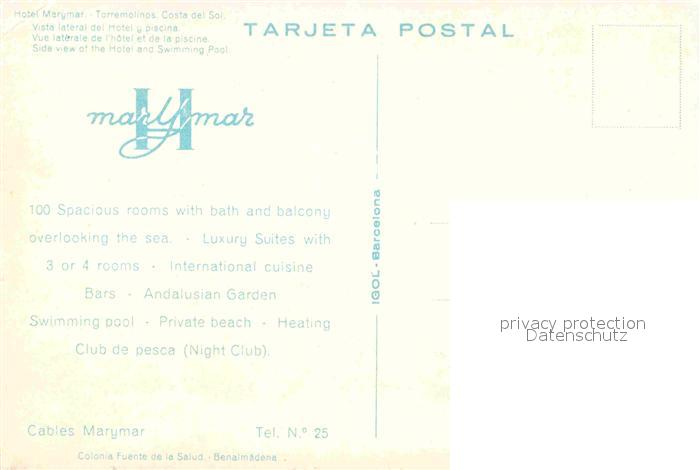 Hotel Marymar. - Torremolinos. Costa del Sol.
Vista lateral del Hotel y piscina.
Vue latérale de l'hôtel et de la piscine.
Side view of the Hotel and Swimming Pool.
TARJETA POSTAL
H
marymar
100 Spacious rooms with bath and balcony
overlooking the sea. - Luxury Suites with
3 or 4 rooms - International cuisine
Bars - Andalusian Garden
Swimming pool - Private beach - Heating
Club de pesca (Night Club).
Cables Marymar Tel. N.º 25
Colonia Fuente de la Salud. - Benalmádena.
IGOL - Barcelona
privacy protection
Datenschutz